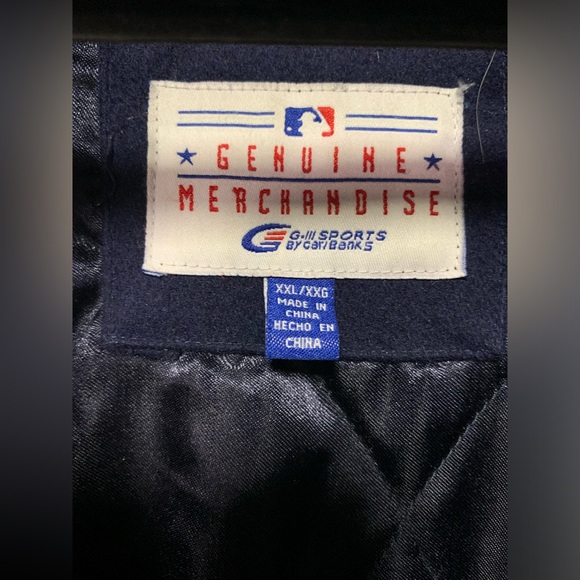 GENUINE
MERCHANDISE
G-III SPORTS
BY carl Banks
XXL/XXG
MADE IN
CHINA
HECHO EN
CHINA